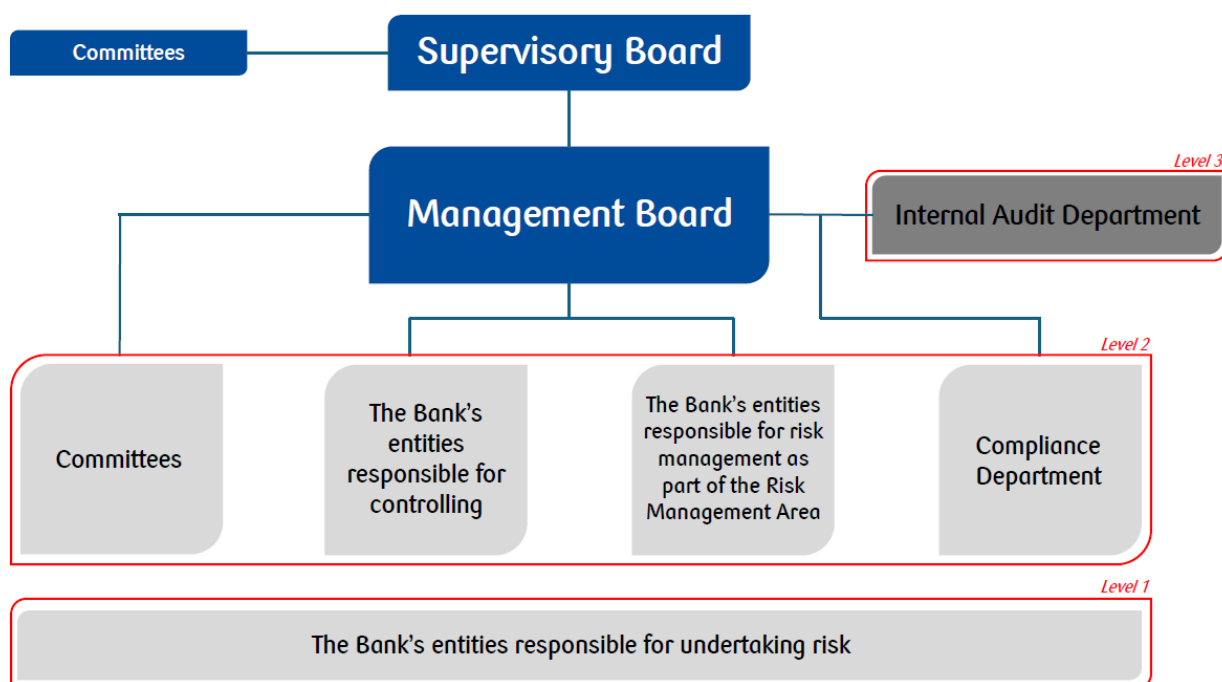 Committees
Supervisory Board
Level 3
Management Board
Internal Audit Department
Level 2
Committees
The Bank’s
entities
responsible for
controlling
The Bank’s entities
responsible for risk
management as
part of the Risk
Management Area
Compliance
Department
Level 1
The Bank’s entities responsible for undertaking risk